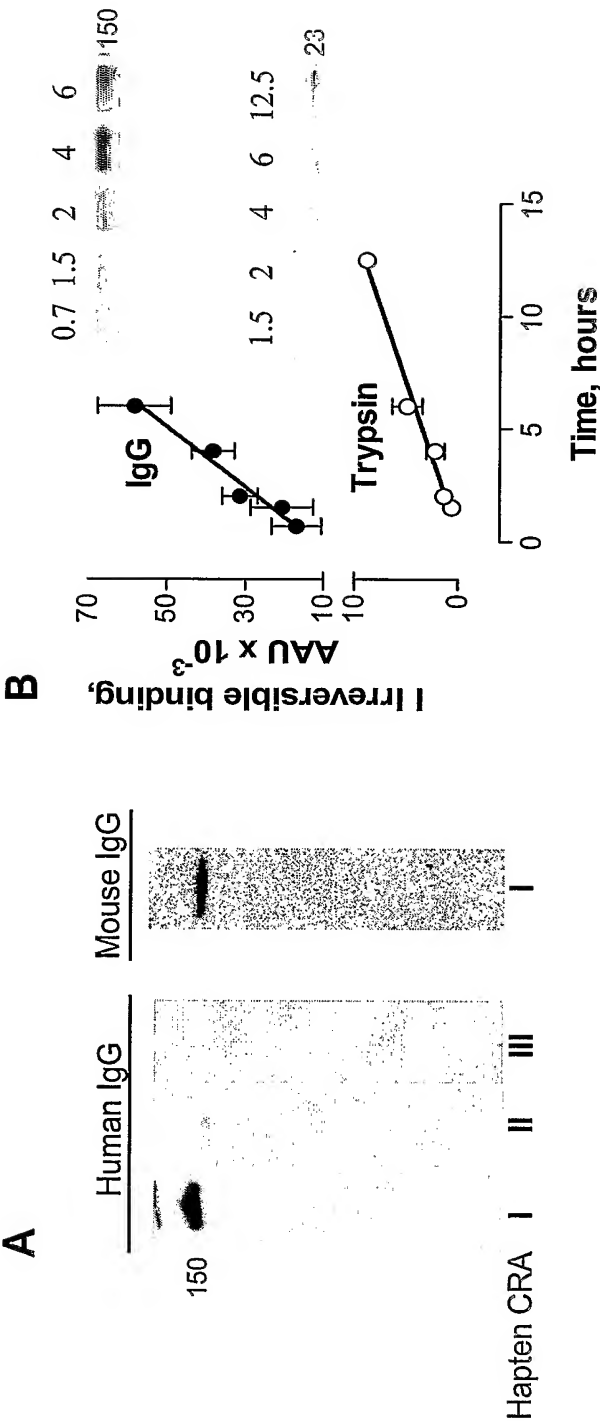 A
Human IgG
Mouse IgG
150
Hapten CRA
I
II
III
I
B
I Irreversible binding,
AAU x 10-3
70
50
30
10
10
0
IgG
0.7 1.5 2 4 6
150
Trypsin
1.5 2 4 6 12.5
23
0 5 10 15
Time, hours